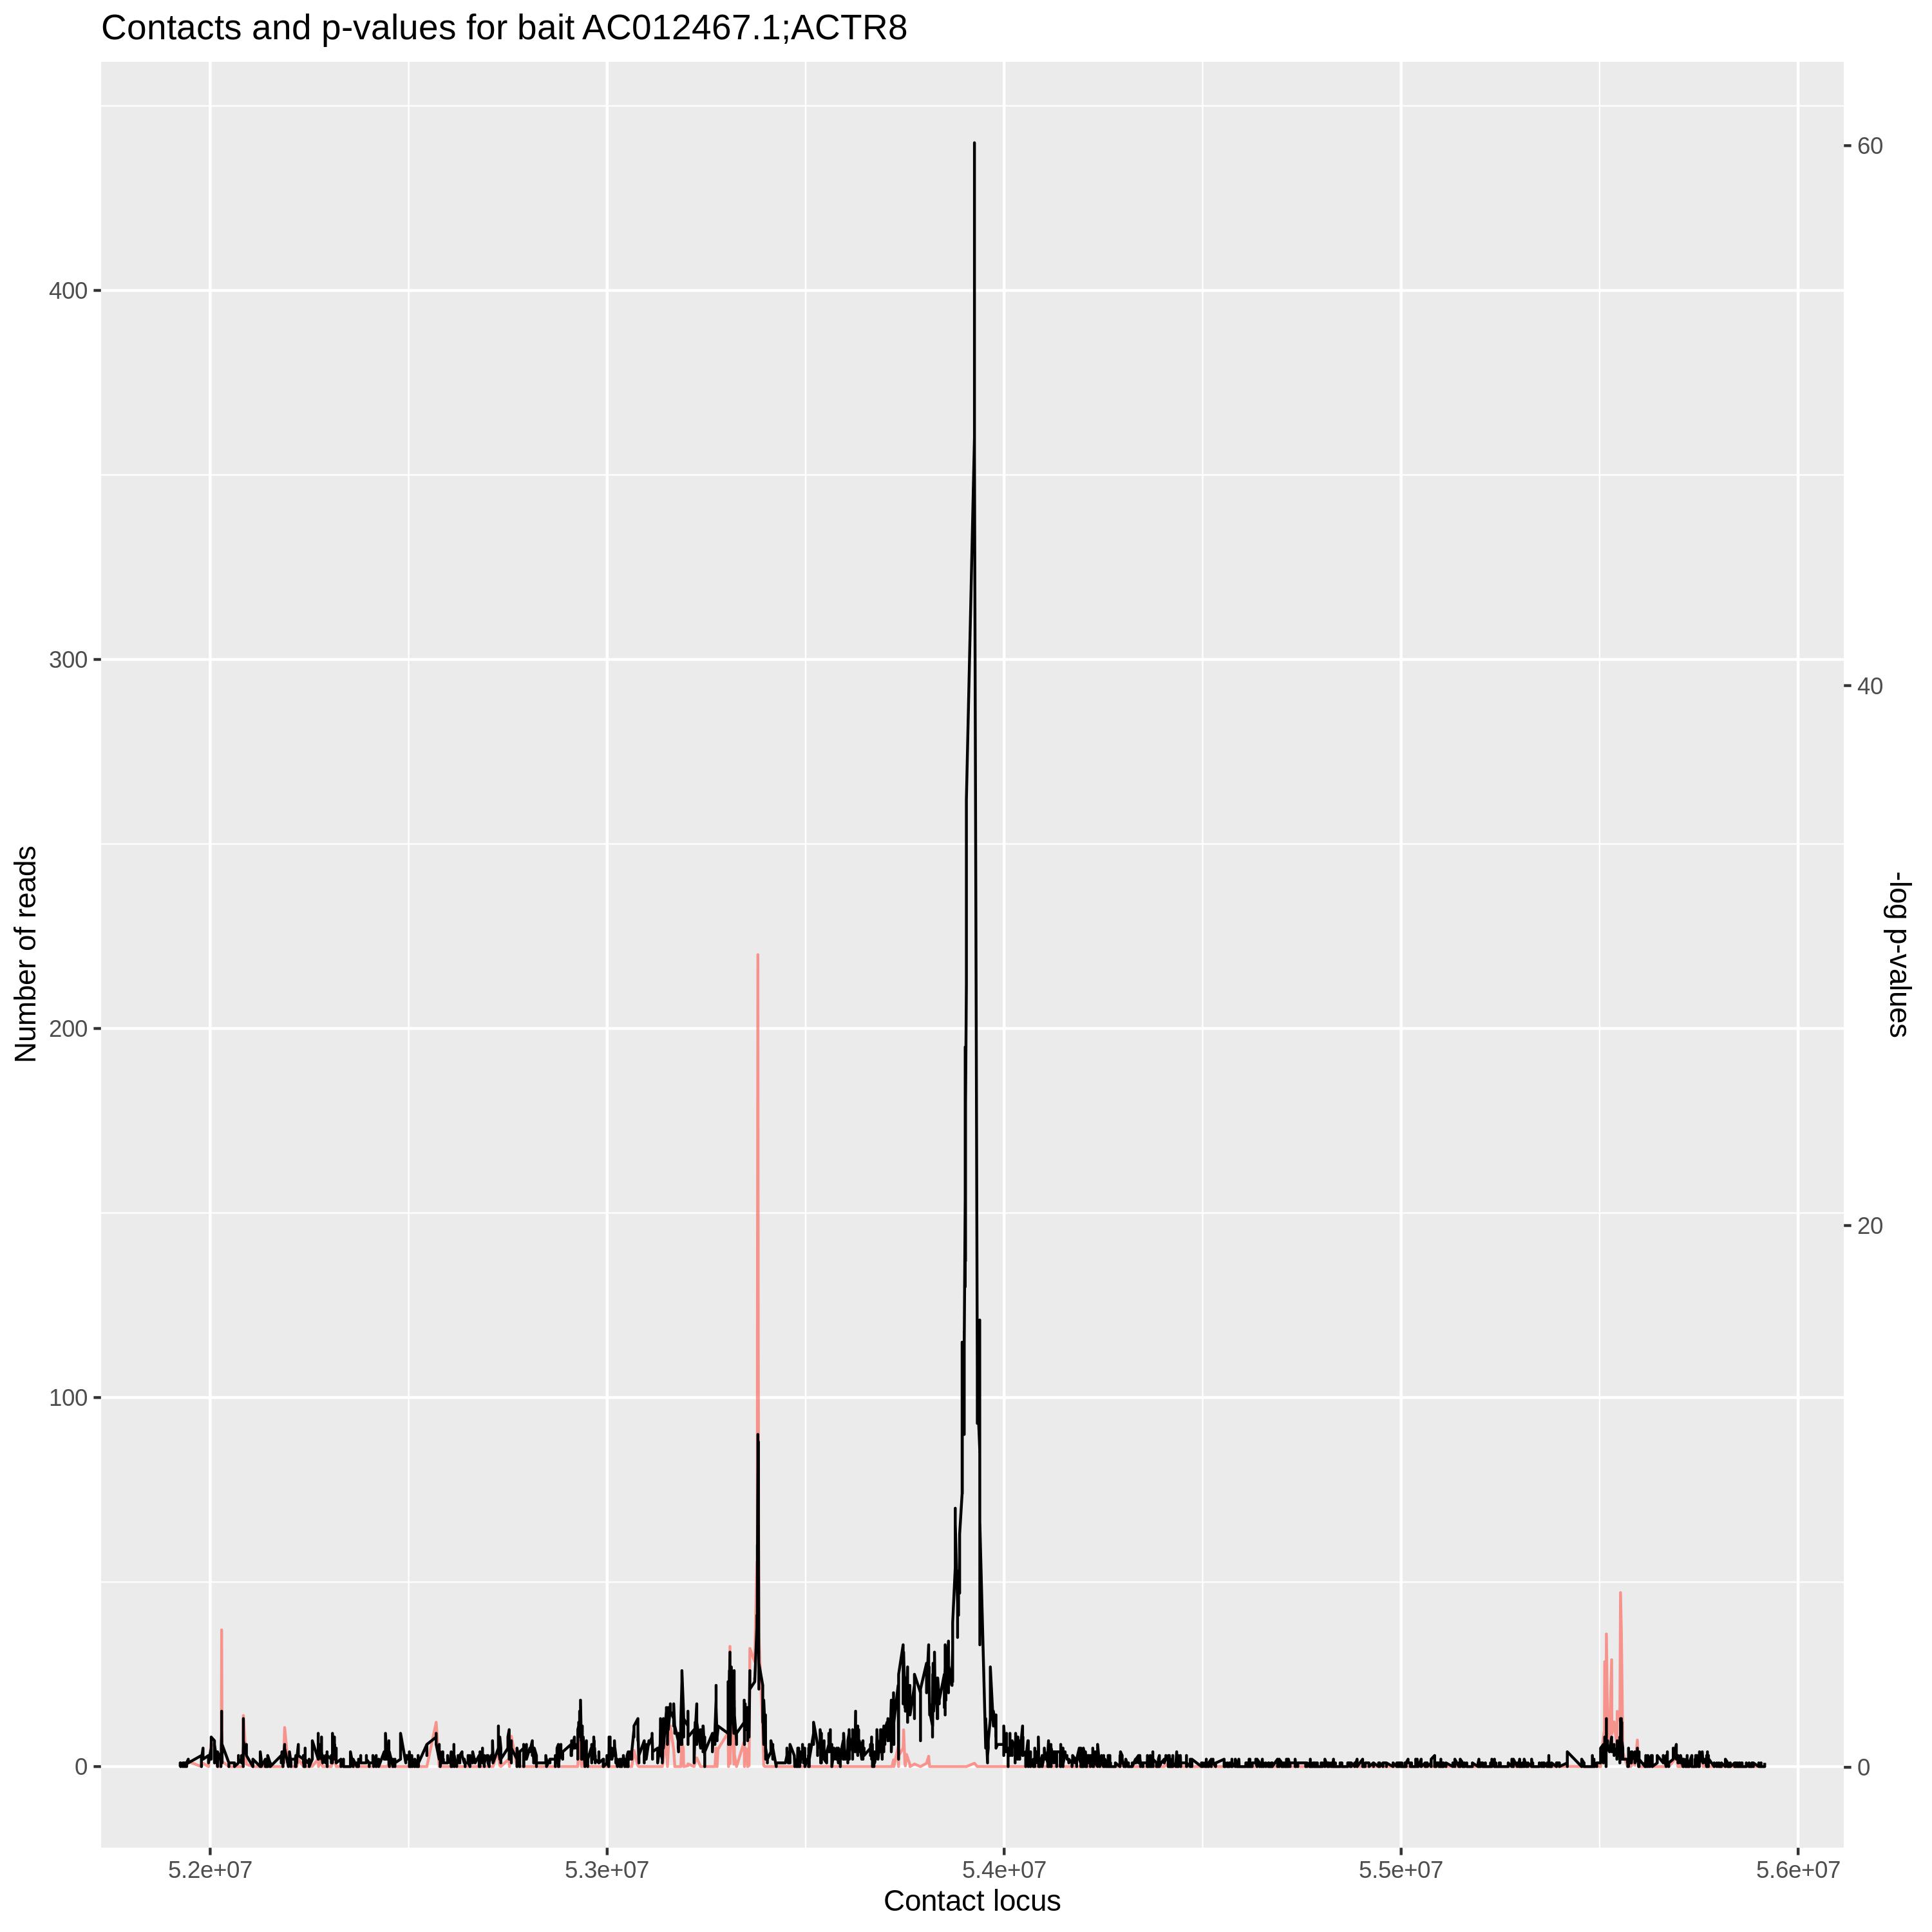 Contacts and p-values for bait AC012467.1;ACTR8
400
300
200
100
0
Number of reads
60
40
20
0
-log p-values
5.2e+07
5.3e+07
5.4e+07
5.5e+07
5.6e+07
Contact locus